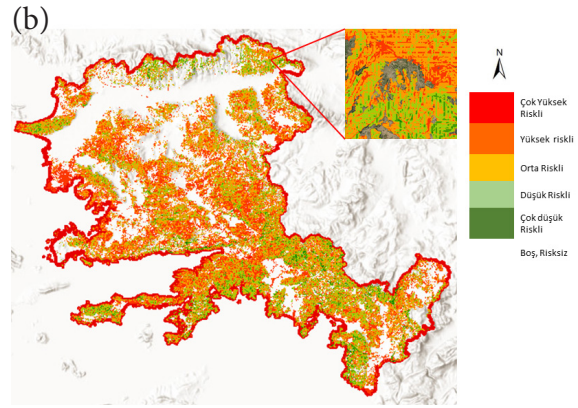 (b)
N
Çok Yüksek
Riskli
Yüksek riskli
Orta Riskli
Düşük Riskli
Çok düşük
Riskli
Boş, Risksiz